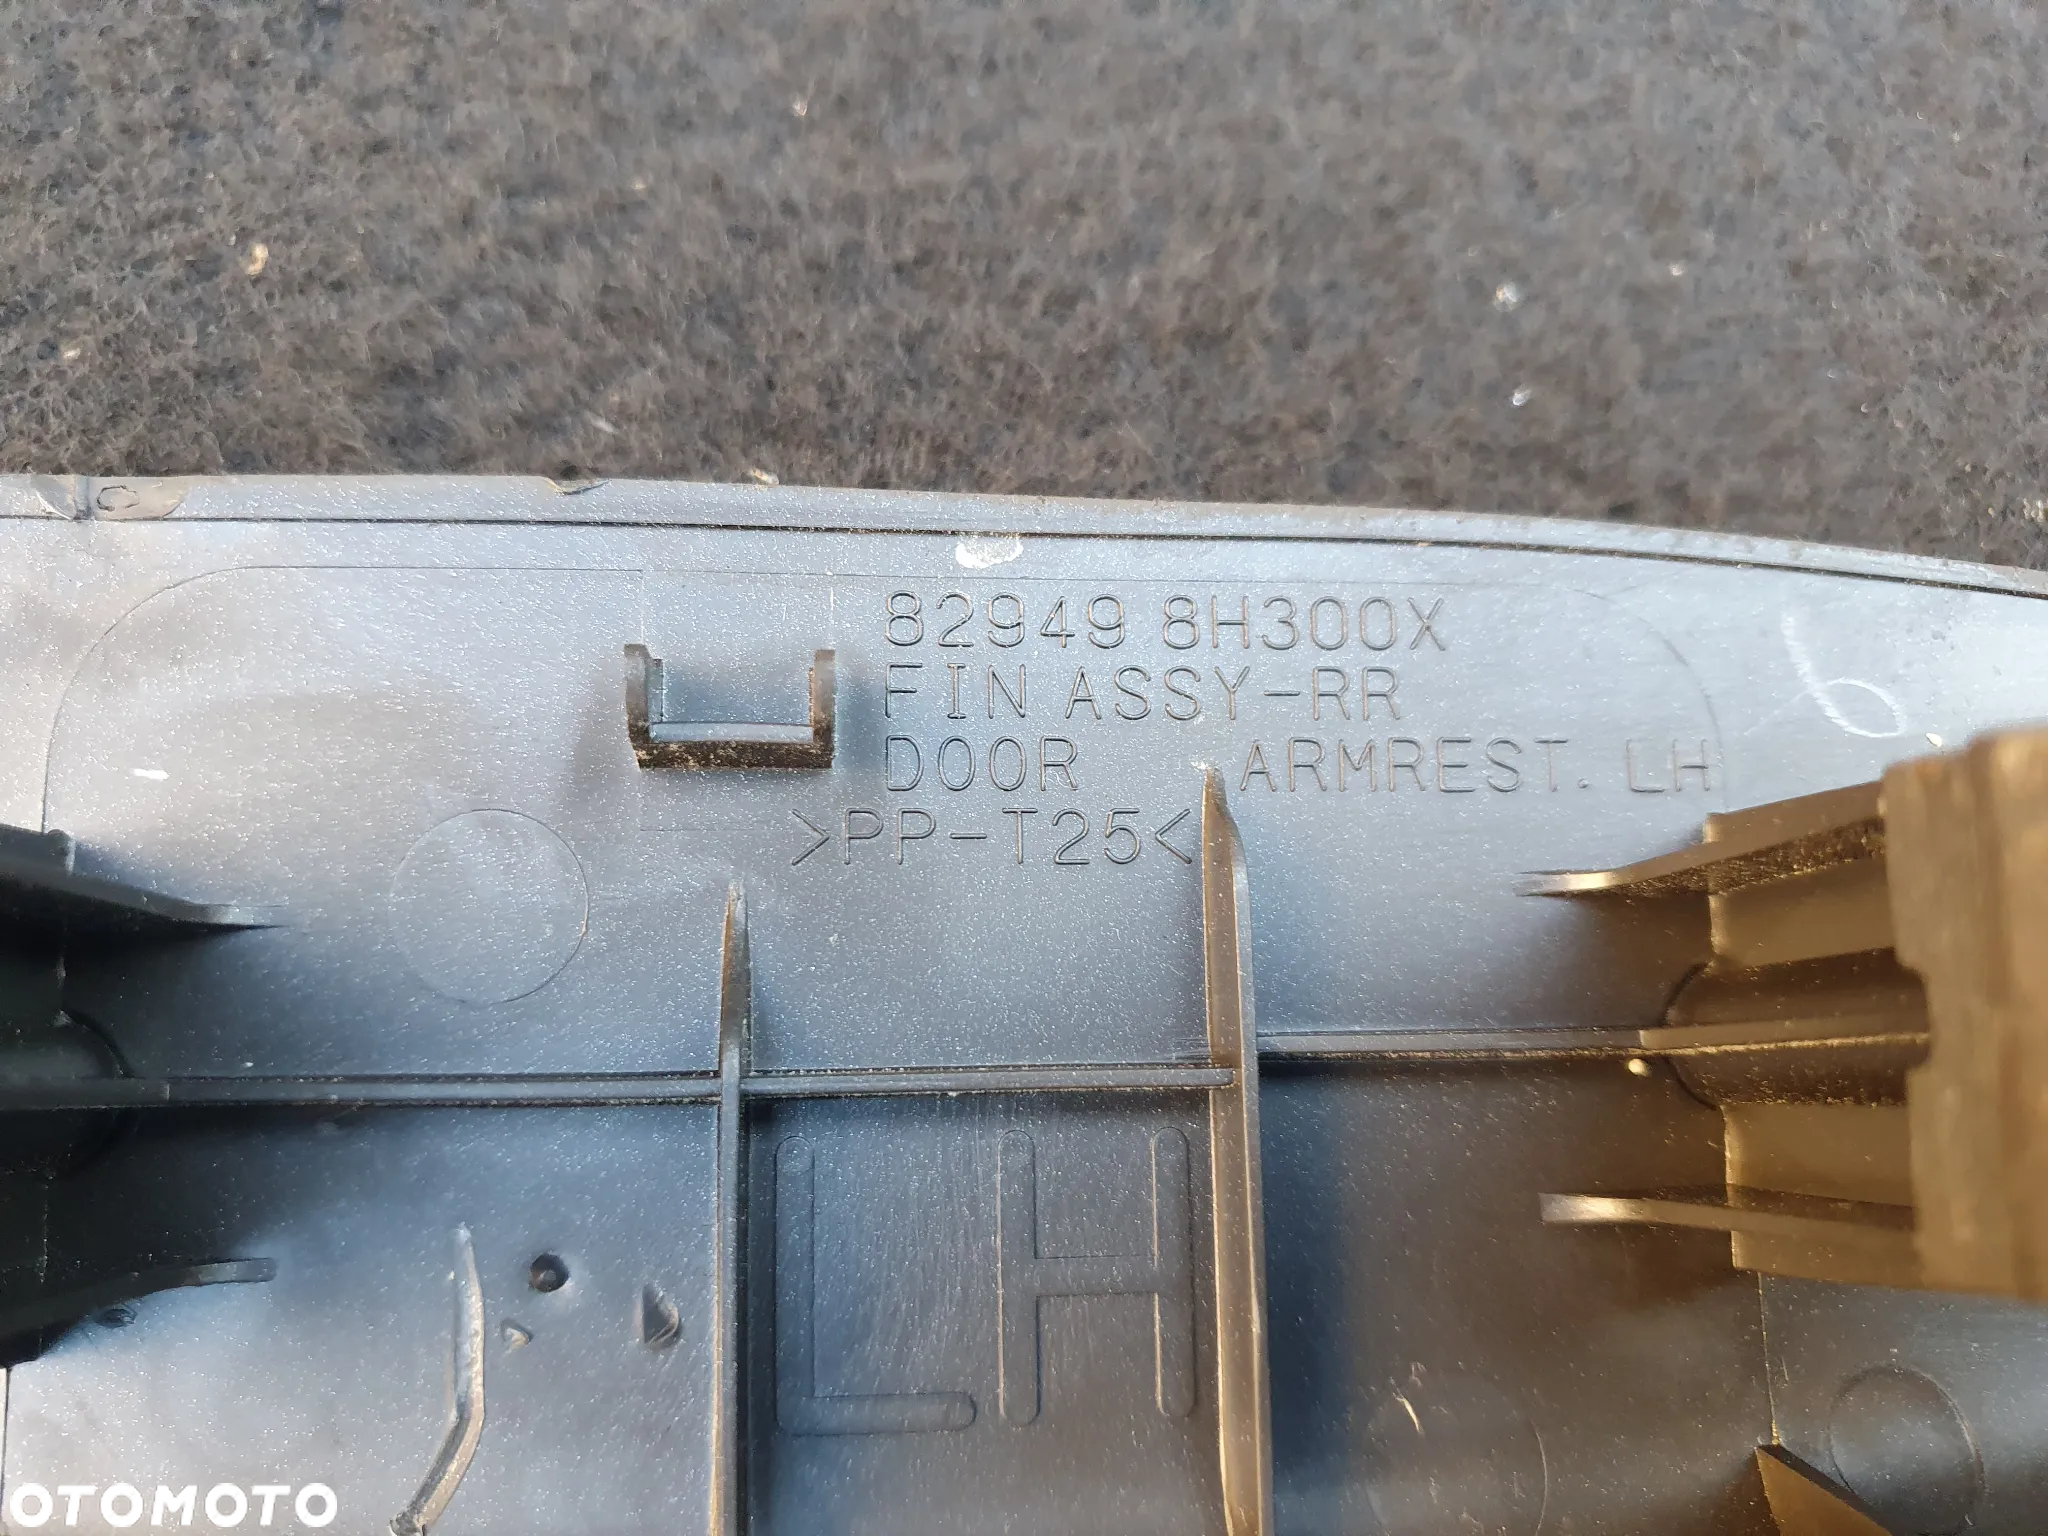 82949 8H300X
FIN ASSY-RR
DOOR ARMREST. LH
>PP-T25<
LH
OTOMOTO